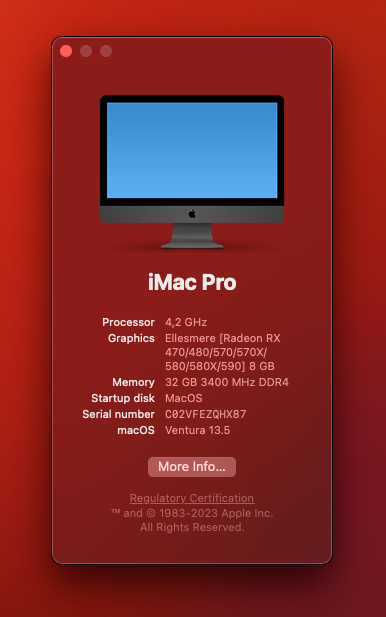 iMac Pro
Processor 4,2 GHz
Graphics Ellesmere [Radeon RX
470/480/570/570X/
580/580X/590] 8 GB
Memory 32 GB 3400 MHz DDR4
Startup disk MacOS
Serial number C02VFEZQHX87
macOS Ventura 13.5
More Info...
Regulatory Certification
™ and © 1983-2023 Apple Inc.
All Rights Reserved.